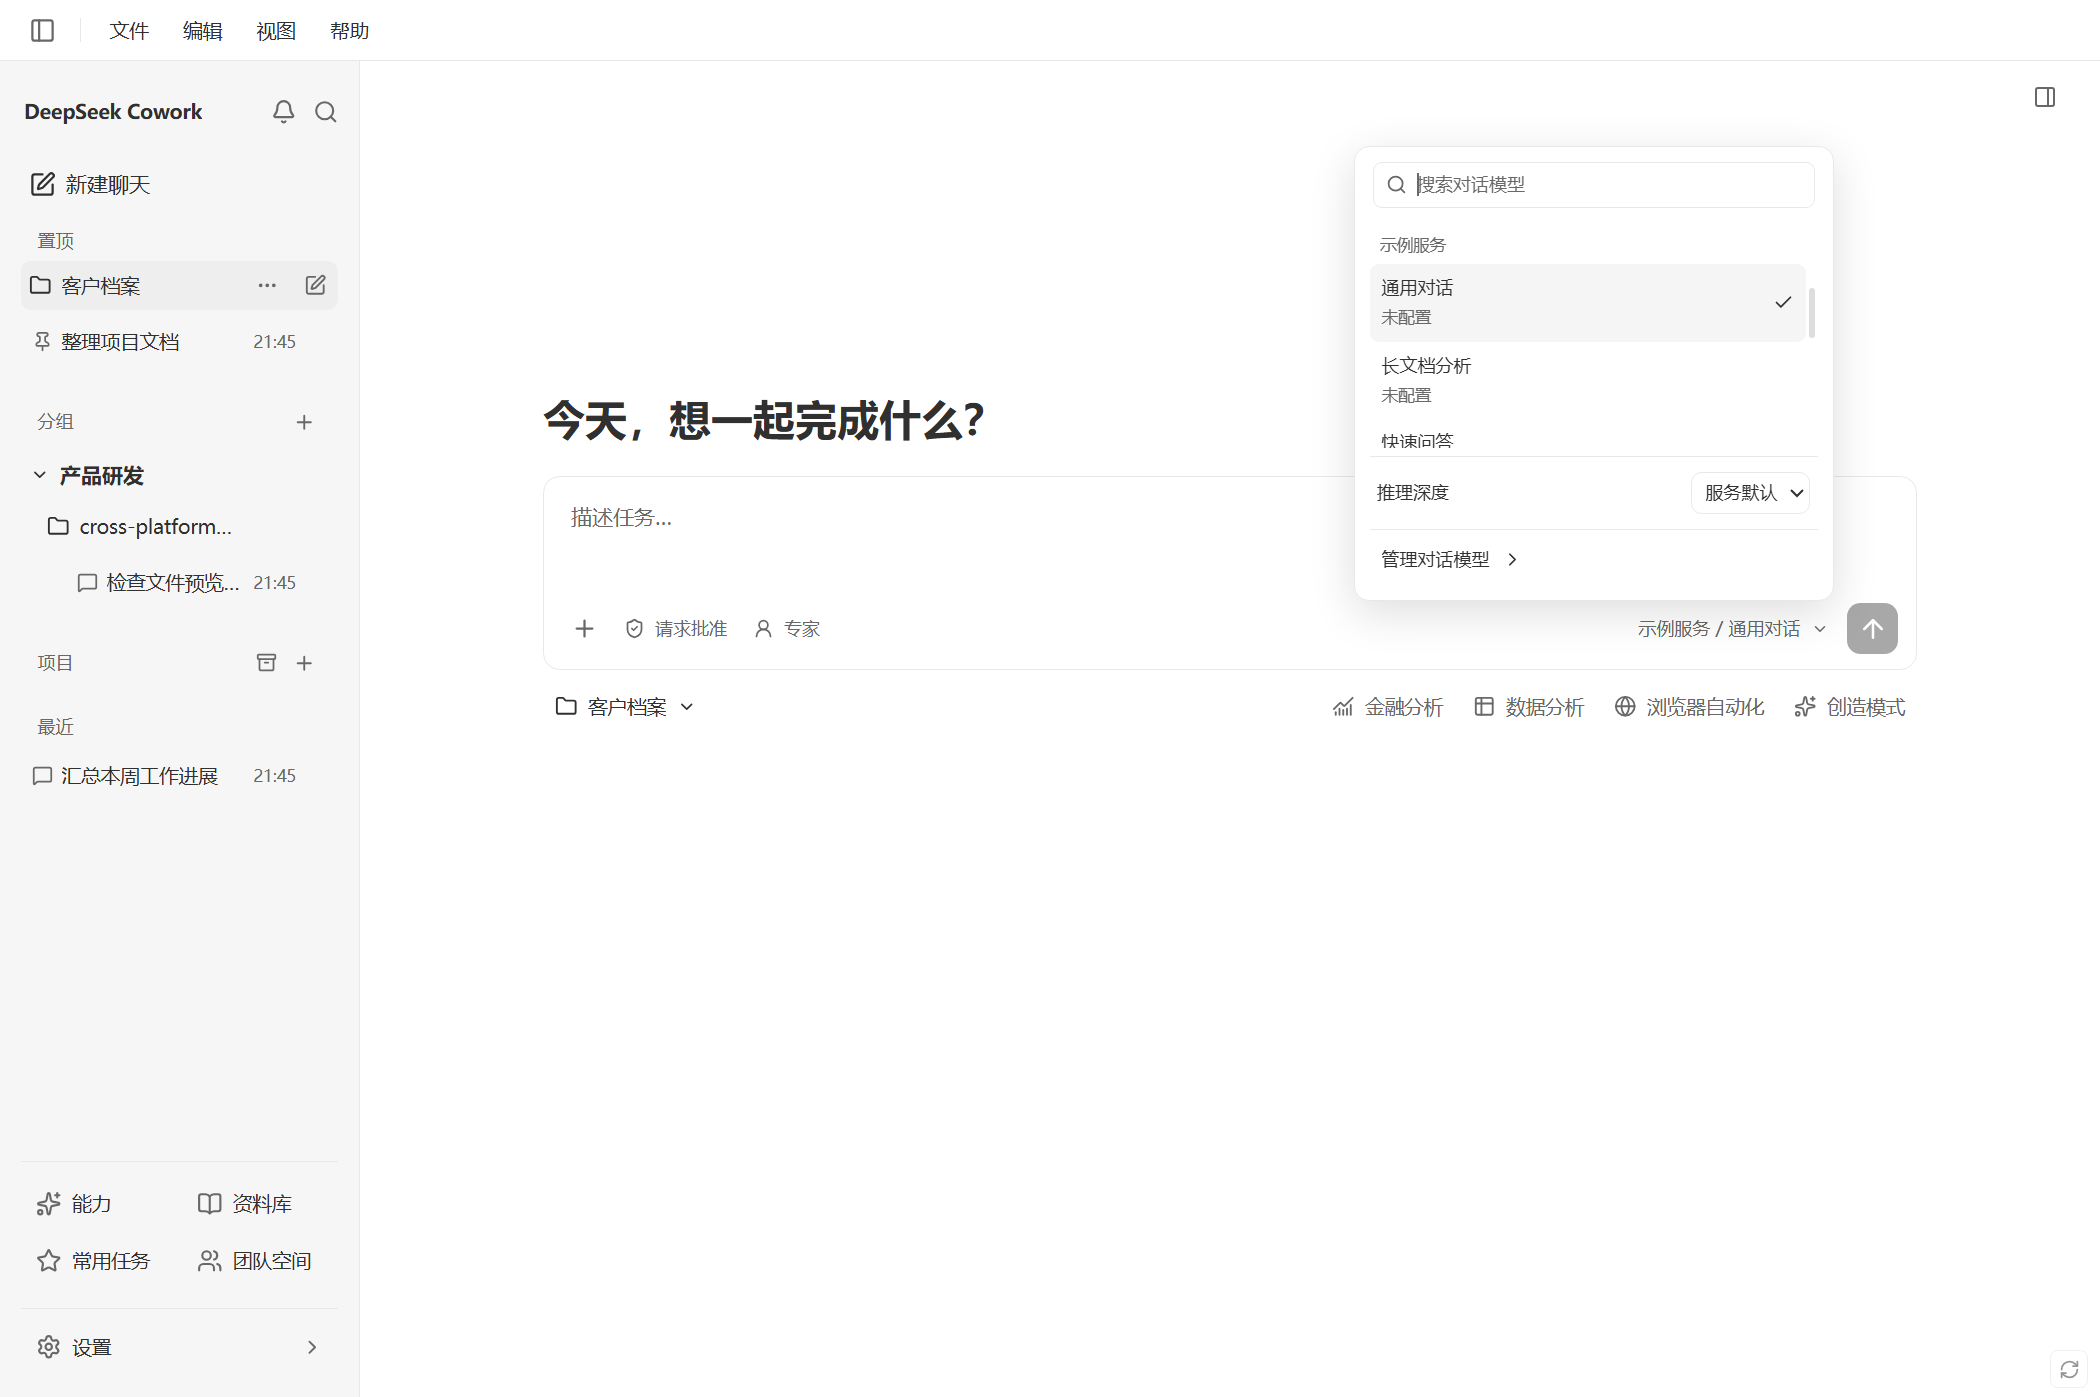 文件 编辑 视图 帮助
DeepSeek Cowork
新建聊天
置顶
客户档案
整理项目文档 21:45
分组
产品研发
cross-platform...
检查文件预览... 21:45
项目
最近
汇总本周工作进展 21:45
能力 资料库
常用任务 团队空间
设置
今天，想一起完成什么？
描述任务...
请求批准 专家
示例服务 / 通用对话
客户档案
金融分析 数据分析 浏览器自动化 创造模式
搜索对话模型
示例服务
通用对话
未配置
长文档分析
未配置
快速问答
推理深度 服务默认
管理对话模型